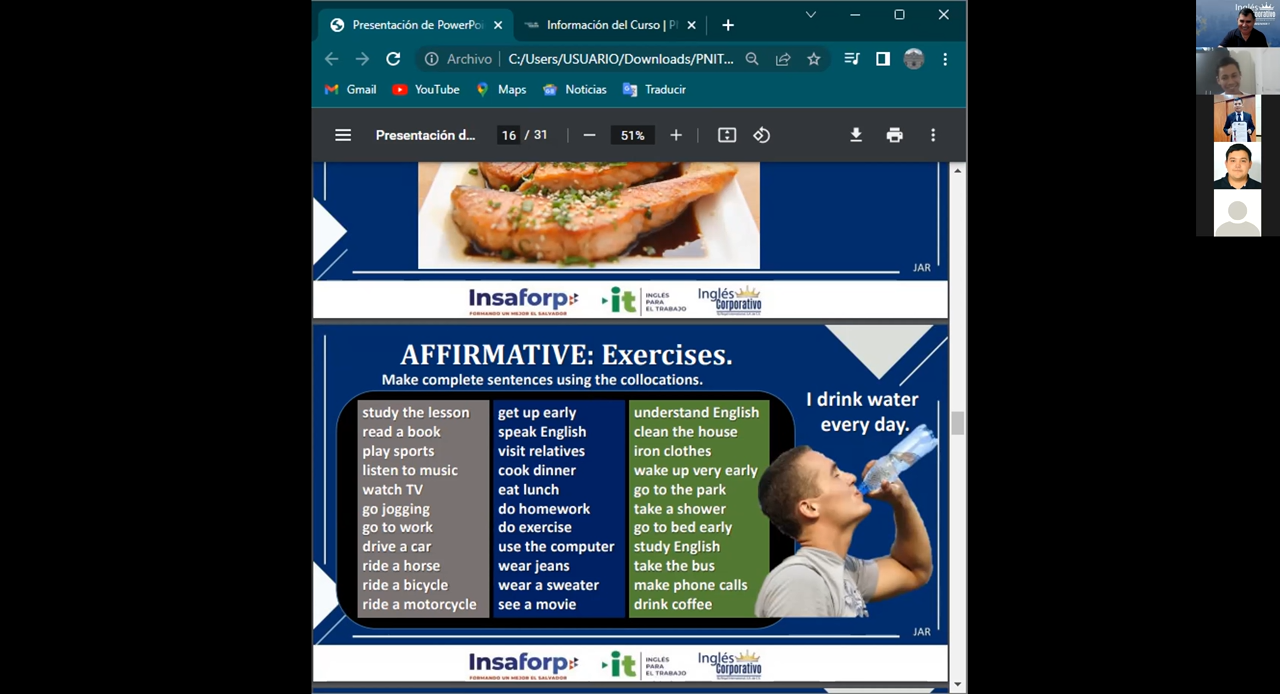 Presentación de PowerPoi
Información del Curso | P
Archivo
C:/Users/USUARIO/Downloads/PNIT...
Gmail
YouTube
Maps
Noticias
Traducir
Presentación d...
16 / 31
51%
JAR
Insaforp
FORMANDO UN MEJOR EL SALVADOR
it
INGLÉS
PARA
EL TRABAJO
Inglés
Corporativo
AFFIRMATIVE: Exercises.
Make complete sentences using the collocations.
study the lesson
read a book
play sports
listen to music
watch TV
go jogging
go to work
drive a car
ride a horse
ride a bicycle
ride a motorcycle
get up early
speak English
visit relatives
cook dinner
eat lunch
do homework
do exercise
use the computer
wear jeans
wear a sweater
see a movie
understand English
clean the house
iron clothes
wake up very early
go to the park
take a shower
go to bed early
study English
take the bus
make phone calls
drink coffee
I drink water
every day.
JAR
Insaforp
FORMANDO UN MEJOR EL SALVADOR
it
INGLÉS
PARA
EL TRABAJO
Inglés
Corporativo